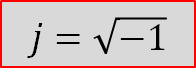 j = √−1